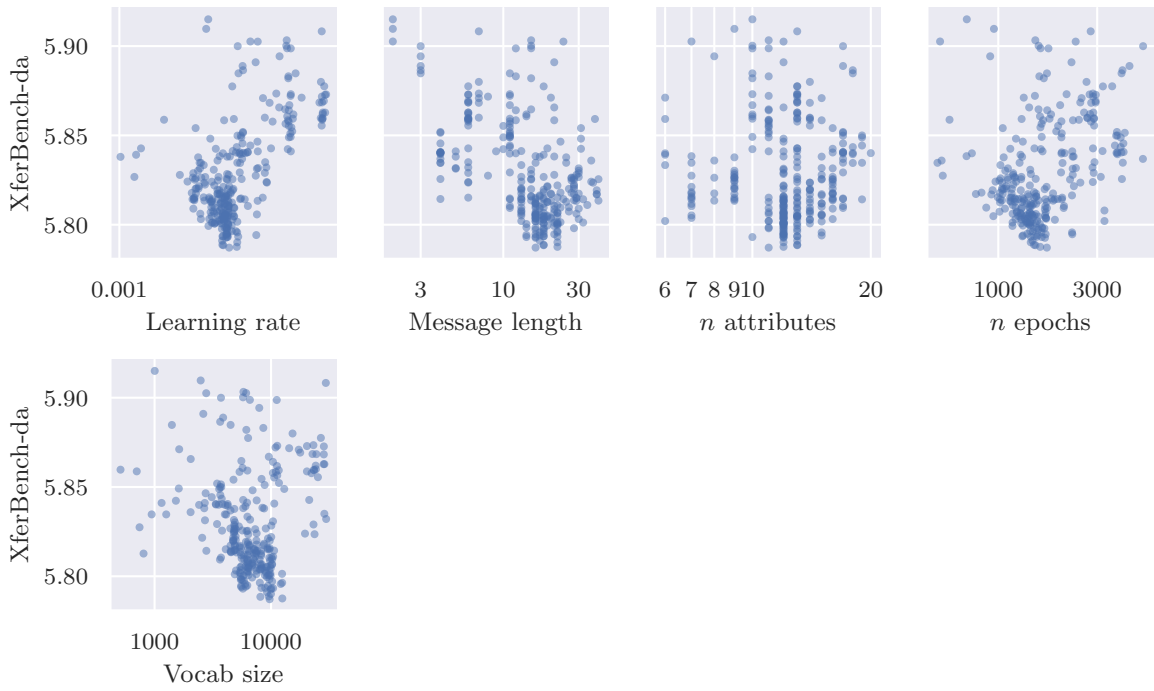 XferBench-da
5.90
5.85
5.80
0.001
Learning rate
3 10 30
Message length
6 7 8 9 10 20
n attributes
1000 3000
n epochs
XferBench-da
5.90
5.85
5.80
1000 10000
Vocab size